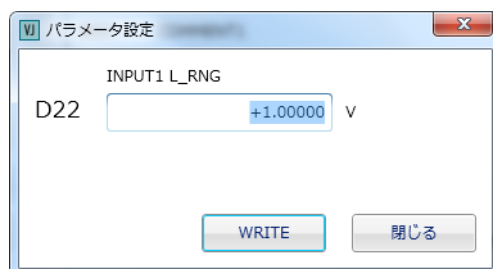 VJ パラメータ設定
INPUT1 L_RNG
D22 +1.00000 V
WRITE 閉じる